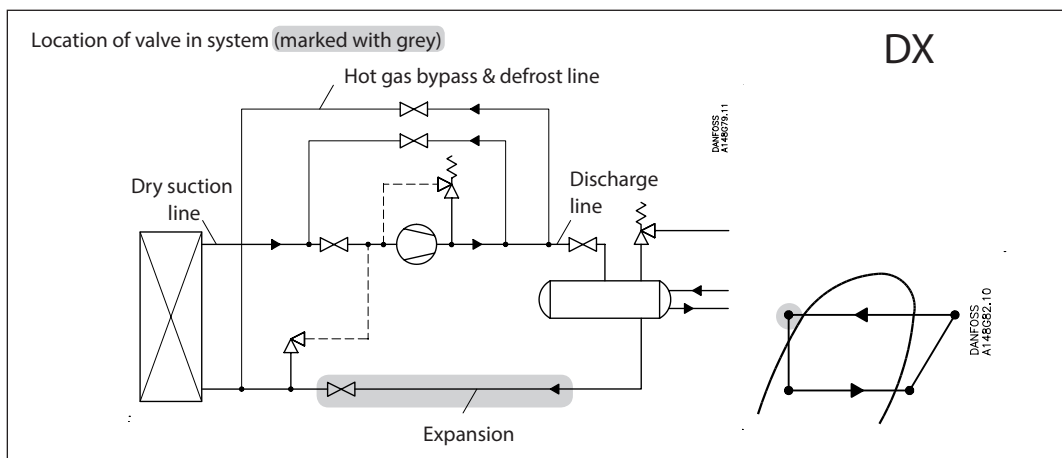 Location of valve in system (marked with grey)
DX
Hot gas bypass & defrost line
DANFOSS
A148G79.11
Dry suction
line
Discharge
line
DANFOSS
A148G82.10
Expansion